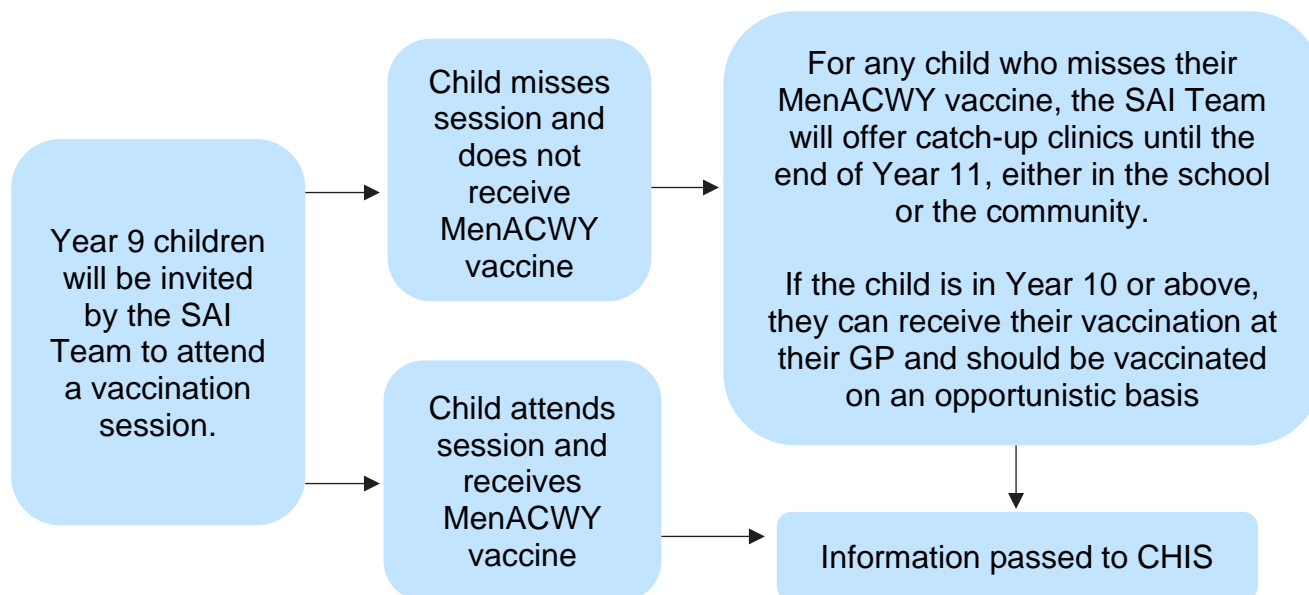 Year 9 children
will be invited
by the SAI
Team to attend
a vaccination
session.
Child misses
session and
does not
receive
MenACWY
vaccine
For any child who misses their
MenACWY vaccine, the SAI Team
will offer catch-up clinics until the
end of Year 11, either in the school
or the community.
If the child is in Year 10 or above,
they can receive their vaccination at
their GP and should be vaccinated
on an opportunistic basis
Child attends
session and
receives
MenACWY
vaccine
Information passed to CHIS